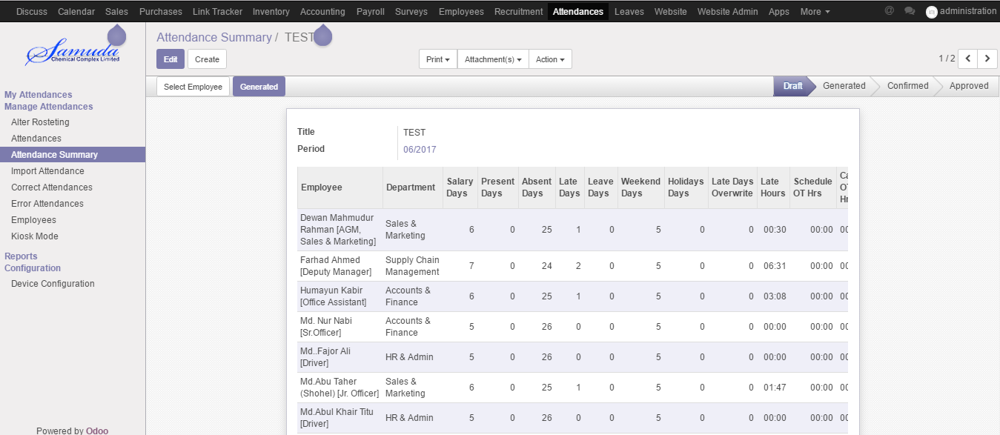 Discuss Calendar Sales Purchases Link Tracker Inventory Accounting Payroll Surveys Employees Recruitment Attendances Leaves Website Website Admin Apps More @ administration
Samuda
Chemical Complex Limited
Attendance Summary / TEST
Edit Create Print Attachment(s) Action 1 / 2
Select Employee Generated Draft Generated Confirmed Approved
My Attendances
Manage Attendances
Alter Rosteting
Attendances
Attendance Summary
Import Attendance
Correct Attendances
Error Attendances
Employees
Kiosk Mode
Reports
Configuration
Device Configuration
Powered by Odoo
Title TEST
Period 06/2017
Employee Department Salary Days Present Days Absent Days Late Days Leave Days Weekend Days Holidays Days Late Days Overwrite Late Hours Schedule OT Hrs
Dewan Mahmudur
Rahman [AGM,
Sales & Marketing] Sales & Marketing 6 0 25 1 0 5 0 0 00:30 00:00
Farhad Ahmed
[Deputy Manager] Supply Chain Management 7 0 24 2 0 5 0 0 06:31 00:00
Humayun Kabir
[Office Assistant] Accounts & Finance 6 0 25 1 0 5 0 0 03:08 00:00
Md. Nur Nabi
[Sr.Officer] Accounts & Finance 5 0 26 0 0 5 0 0 00:00 00:00
Md..Fajor Ali
[Driver] HR & Admin 5 0 26 0 0 5 0 0 00:00 00:00
Md.Abu Taher
(Shohel) [Jr. Officer] Sales & Marketing 6 0 25 1 0 5 0 0 01:47 00:00
Md.Abul Khair Titu
[Driver] HR & Admin 5 0 26 0 0 5 0 0 00:00 00:00